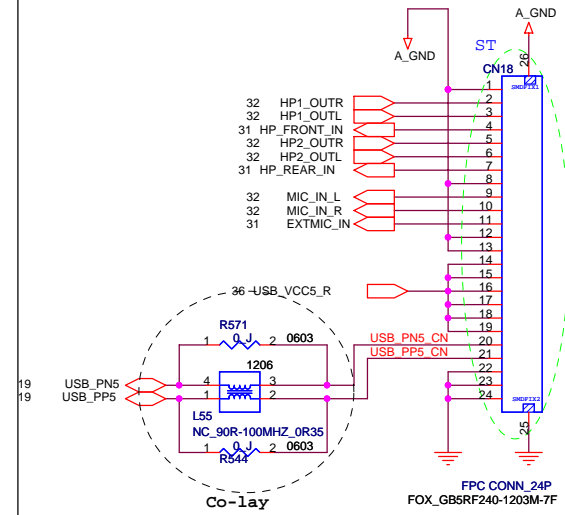 A_GND
A_GND
ST
CN18
26
SMDFIX1
1
32 HP1_OUTR 2
32 HP1_OUTL 3
31 HP_FRONT_IN 4
32 HP2_OUTR 5
32 HP2_OUTL 6
31 HP_REAR_IN 7
8
32 MIC_IN_L 9
32 MIC_IN_R 10
31 EXTMIC_IN 11
12
13
14
15
36 USB_VCC5_R 16
17
18
19
R571
1 0_J 2 0603
USB_PN5_CN 20
USB_PP5_CN 21
1206
22
19 USB_PN5 4 3 23
19 USB_PP5 1 2 24
SMDFIX2
25
L55
NC_90R-100MHZ_0R35
1 0_J 2 0603
R544
Co-lay
FPC CONN_24P
FOX_GB5RF240-1203M-7F